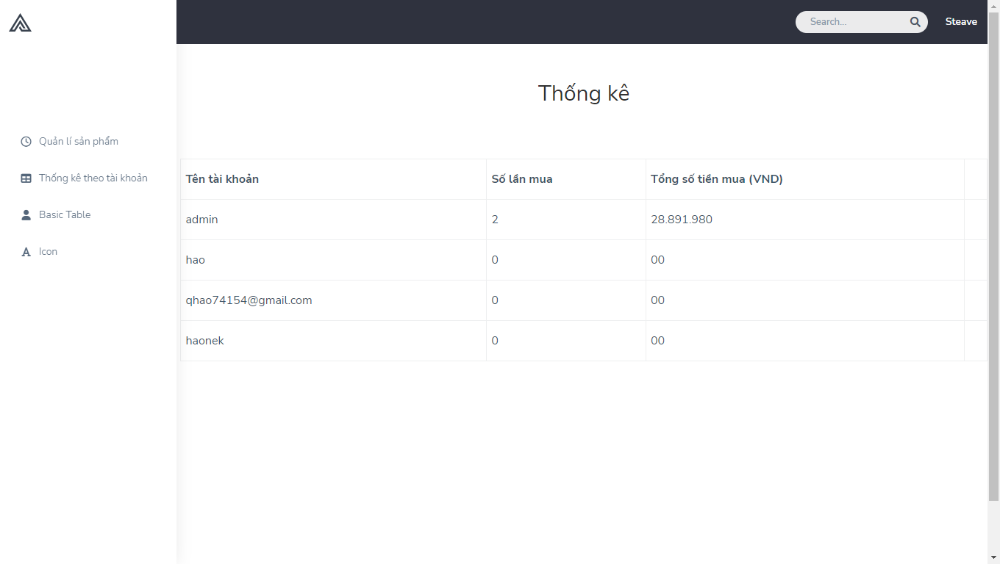 Search...
Steave
Thống kê
Quản lí sản phẩm
Thống kê theo tài khoản
Basic Table
Icon
Tên tài khoản Số lần mua Tổng số tiền mua (VND)
admin 2 28.891.980
hao 0 00
qhao74154@gmail.com 0 00
haonek 0 00